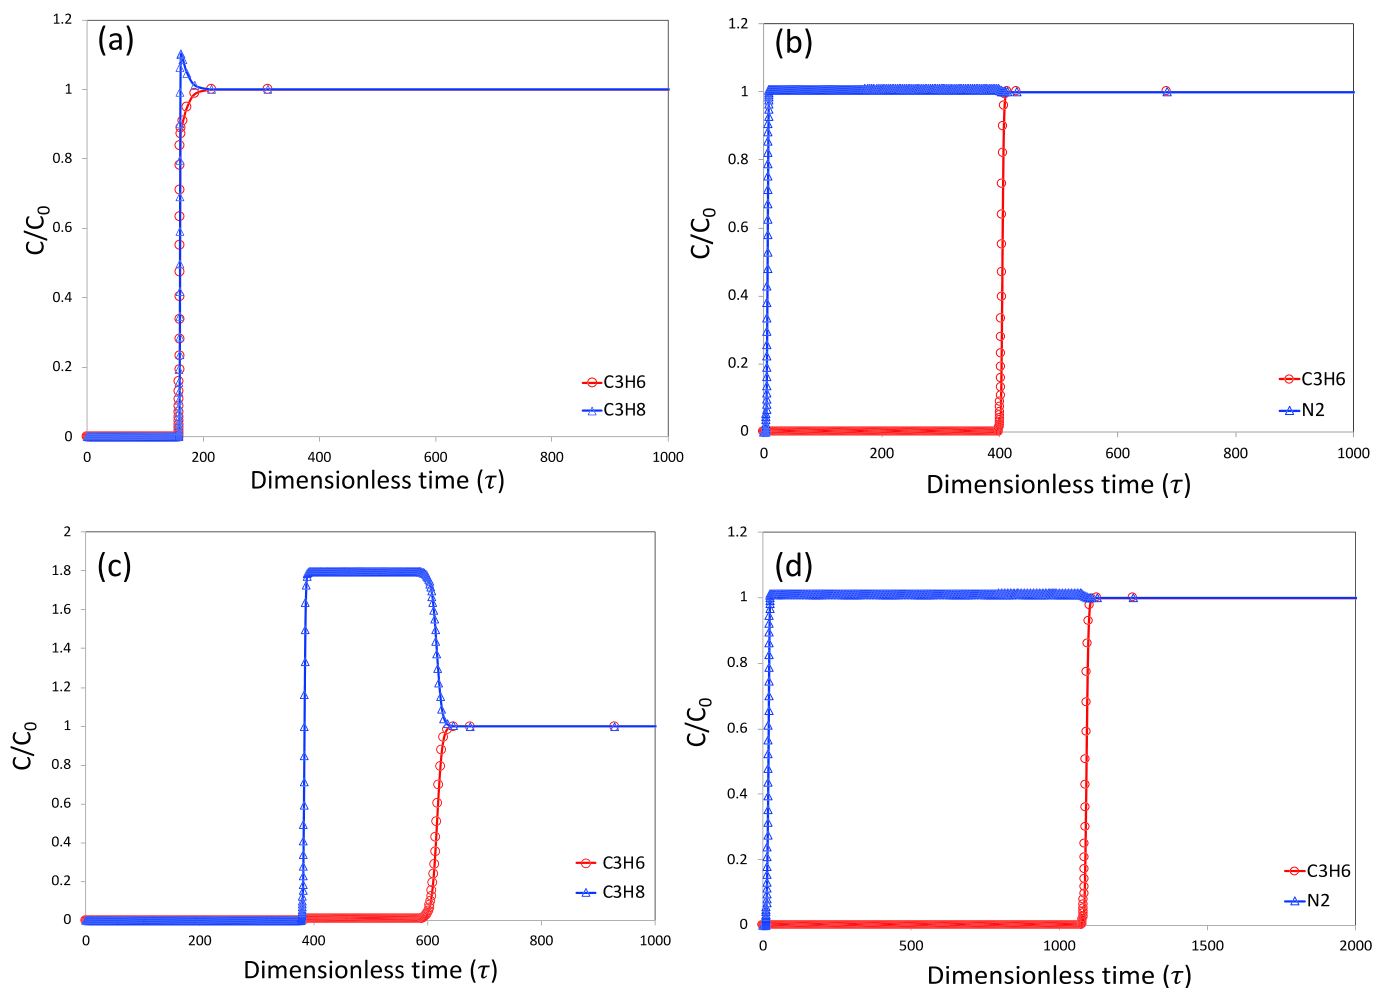 (a)
1.2
1
0.8
0.6
0.4
0.2
0
C/C0
C3H6
C3H8
0 200 400 600 800 1000
Dimensionless time (τ)
(b)
1.2
1
0.8
0.6
0.4
0.2
0
C/C0
C3H6
N2
0 200 400 600 800 1000
Dimensionless time (τ)
(c)
2
1.8
1.6
1.4
1.2
1
0.8
0.6
0.4
0.2
0
C/C0
C3H6
C3H8
0 200 400 600 800 1000
Dimensionless time (τ)
(d)
1.2
1
0.8
0.6
0.4
0.2
0
C/C0
C3H6
N2
0 500 1000 1500 2000
Dimensionless time (τ)